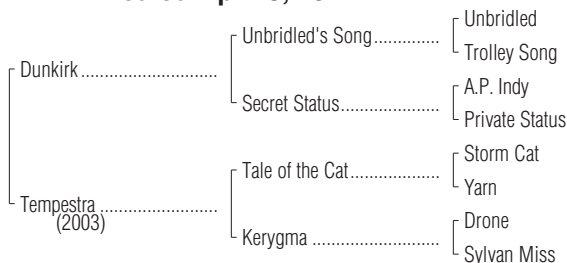 Unbridled
Unbridled's Song
Trolley Song
Dunkirk
A.P. Indy
Secret Status
Private Status
Storm Cat
Tale of the Cat
Yarn
Tempestra
(2003)
Drone
Kerygma
Sylvan Miss